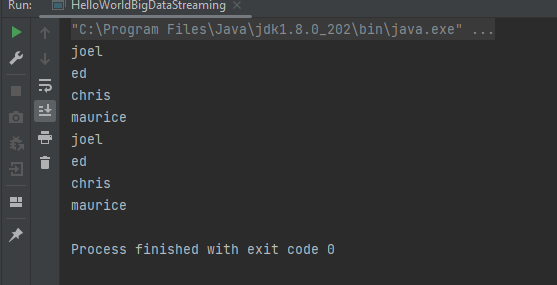 Run: HelloWorldBigDataStreaming ×
"C:\Program Files\Java\jdk1.8.0_202\bin\java.exe" ...
joel
ed
chris
maurice
joel
ed
chris
maurice
Process finished with exit code 0